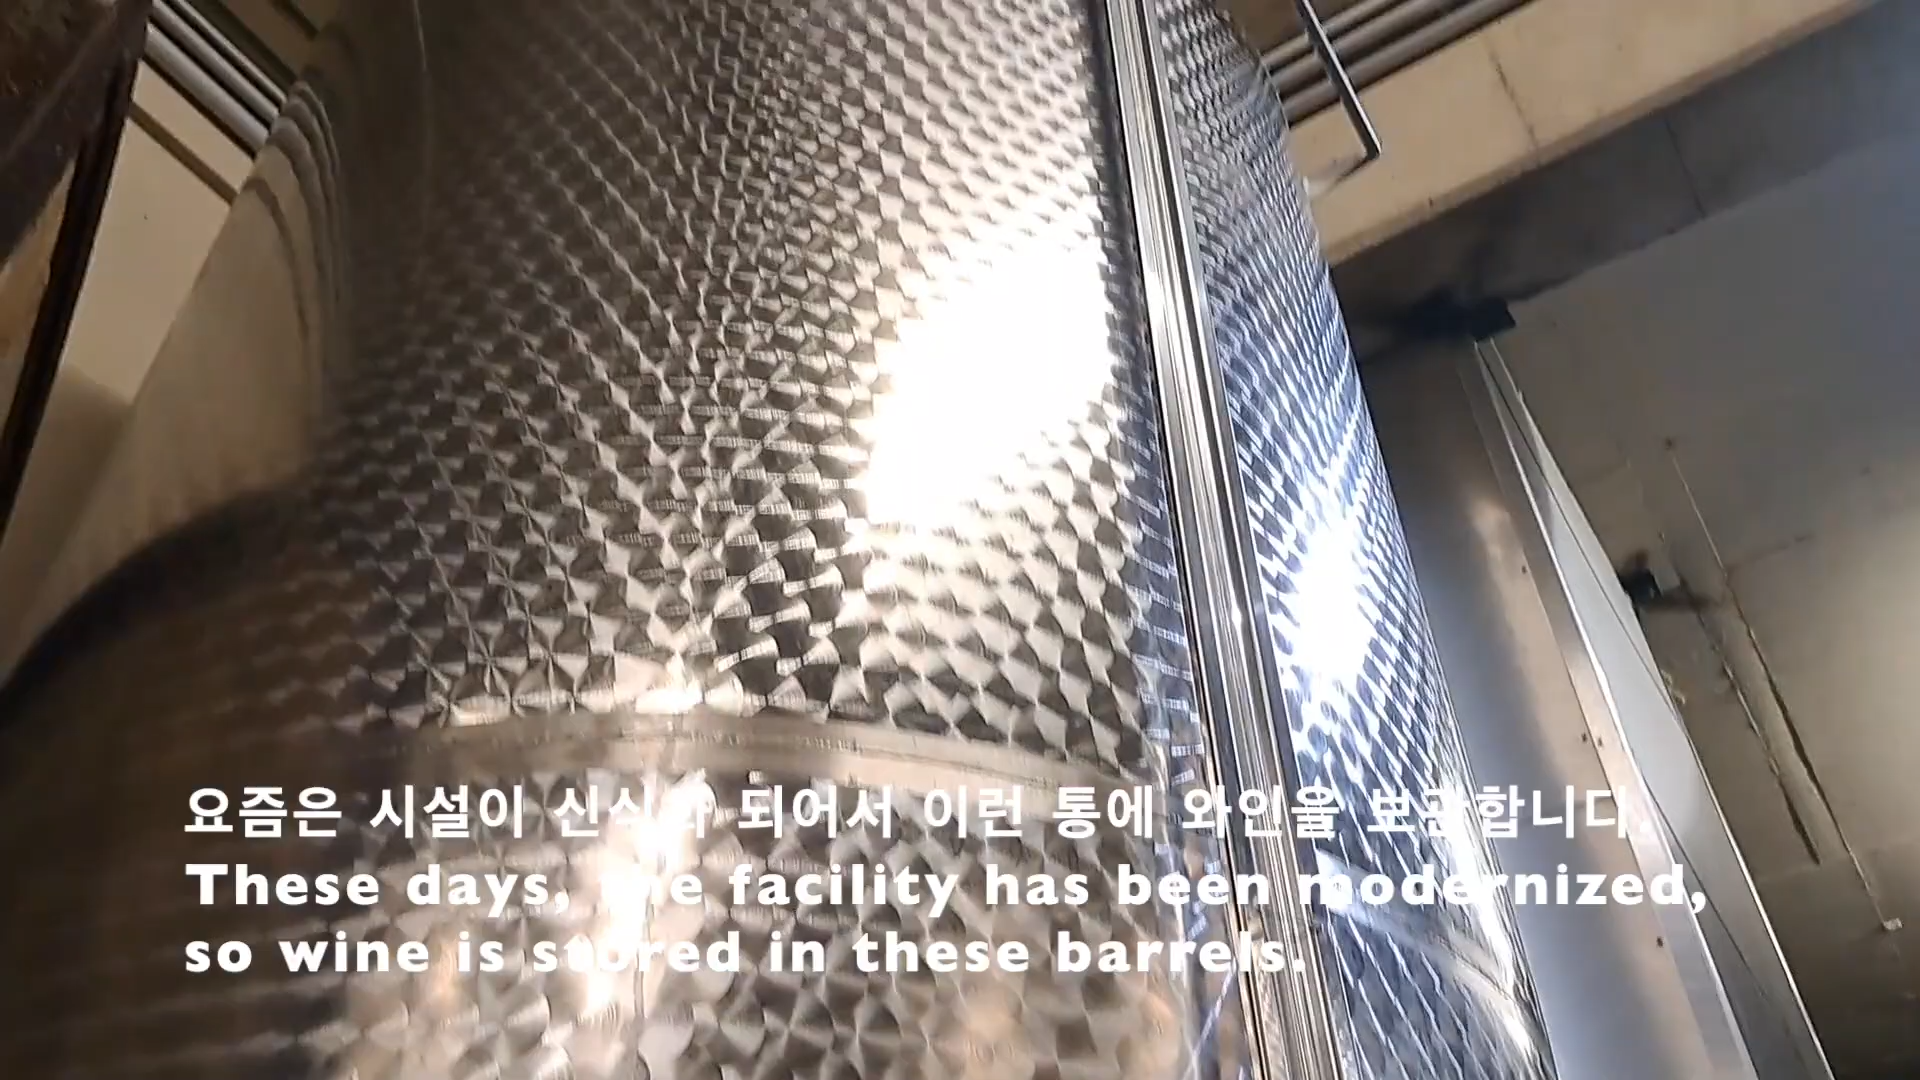 요즘은 시설이 신식화 되어서 이런 통에 와인을 보관합니다.
These days, the facility has been modernized,
so wine is stored in these barrels.